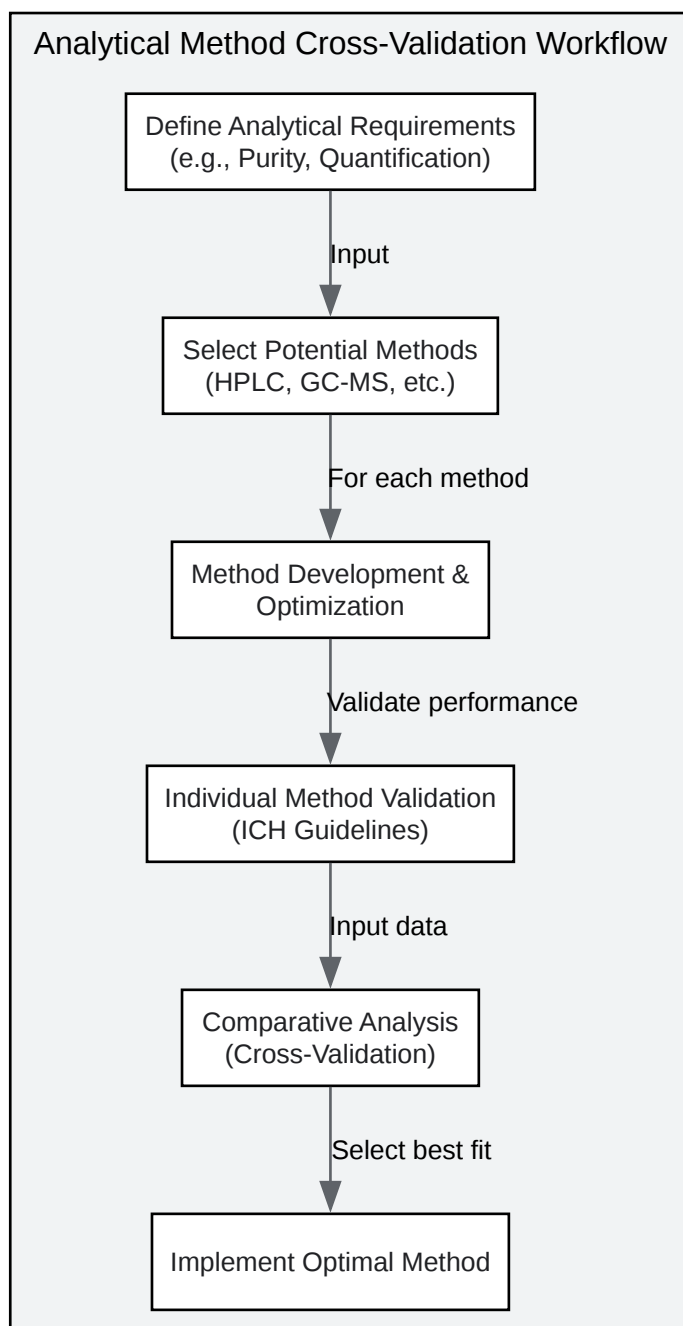 Analytical Method Cross-Validation Workflow
Define Analytical Requirements
(e.g., Purity, Quantification)
Input
Select Potential Methods
(HPLC, GC-MS, etc.)
For each method
Method Development &
Optimization
Validate performance
Individual Method Validation
(ICH Guidelines)
Input data
Comparative Analysis
(Cross-Validation)
Select best fit
Implement Optimal Method